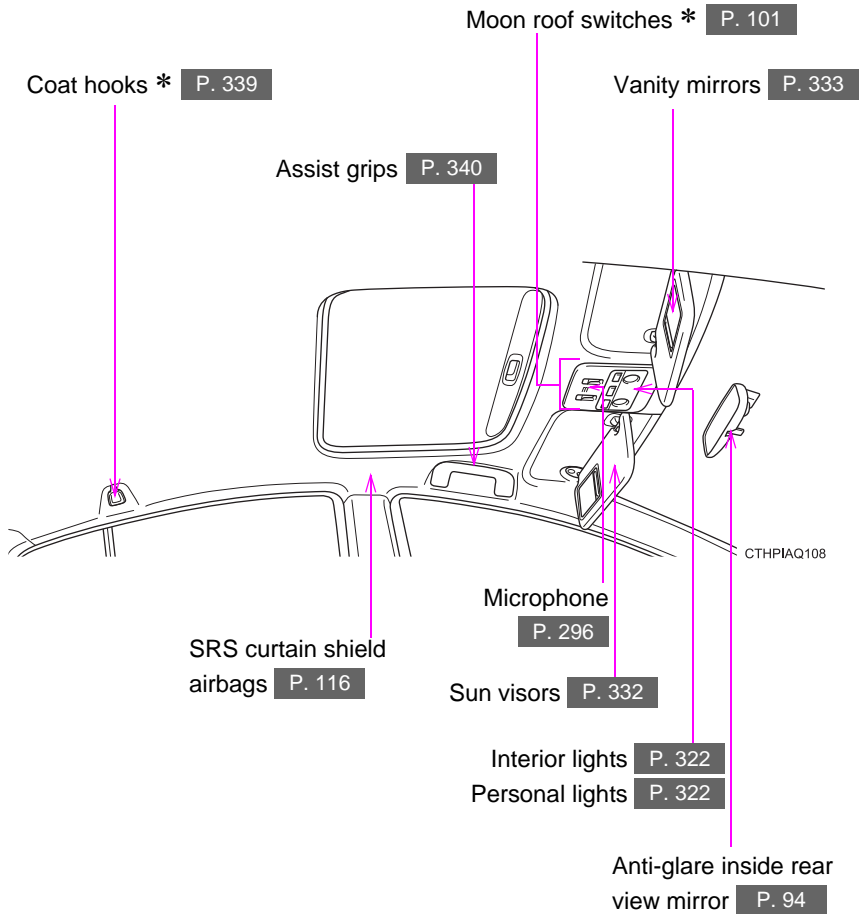 Moon roof switches * P. 101
Coat hooks * P. 339
Vanity mirrors P. 333
Assist grips P. 340
CTHPIAQ108
Microphone
P. 296
SRS curtain shield
airbags P. 116
Sun visors P. 332
Interior lights P. 322
Personal lights P. 322
Anti-glare inside rear
view mirror P. 94